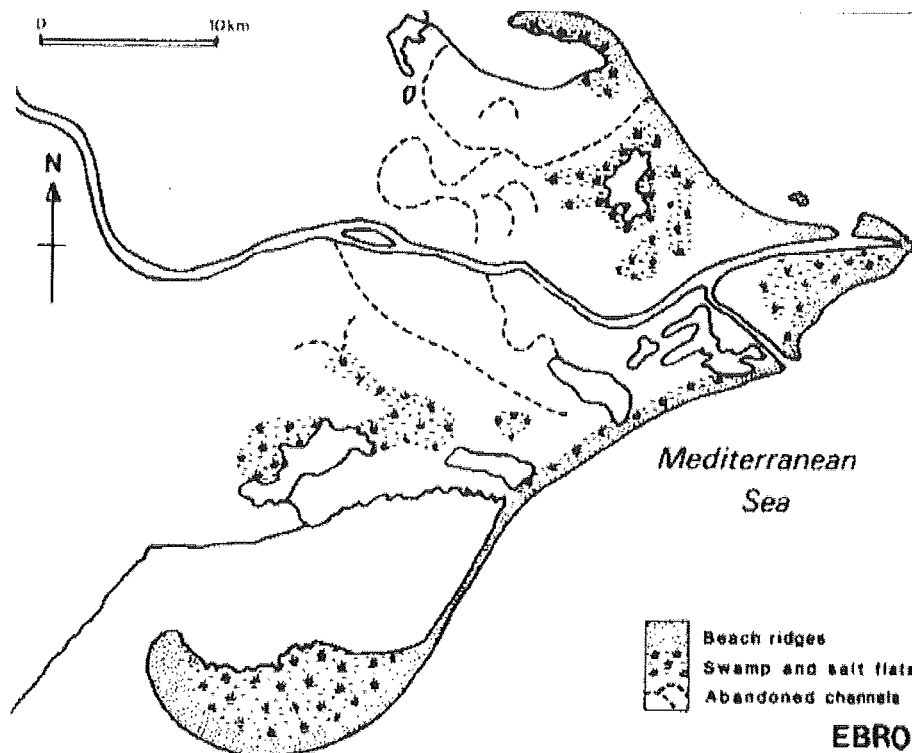 0 10km
N
Mediterranean
Sea
Beach ridges
Swamp and salt flats
Abandoned channels
EBRO